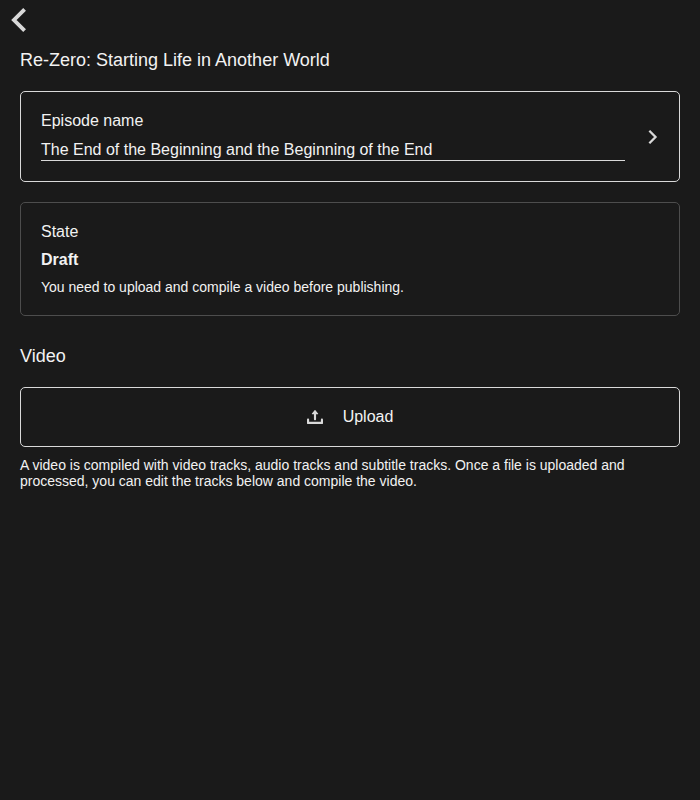 Re-Zero: Starting Life in Another World
Episode name
The End of the Beginning and the Beginning of the End
State
Draft
You need to upload and compile a video before publishing.
Video
Upload
A video is compiled with video tracks, audio tracks and subtitle tracks. Once a file is uploaded and
processed, you can edit the tracks below and compile the video.